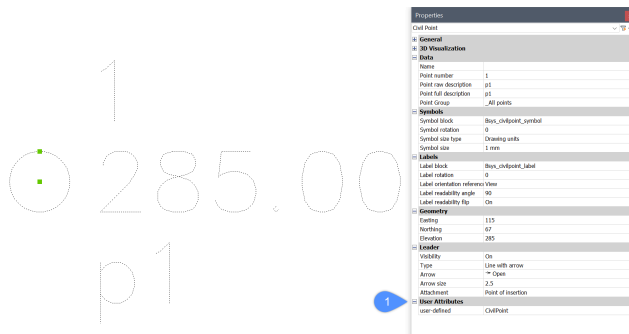 Properties
Civil Point
General
3D Visualization
Data
Name
Point number 1
Point raw description p1
Point full description p1
Point Group _All points
Symbols
Symbol block Bsys_civilpoint_symbol
Symbol rotation 0
Symbol size type Drawing units
Symbol size 1 mm
Labels
Label block Bsys_civilpoint_label
Label rotation 0
Label orientation referenc View
Label readability angle 90
Label readability flip On
Geometry
Easting 115
Northing 67
Elevation 285
Leader
Visibility On
Type Line with arrow
Arrow Open
Arrow size 2.5
Attachment Point of insertion
User Attributes
user-defined CivilPoint
1
1
285.00
p1